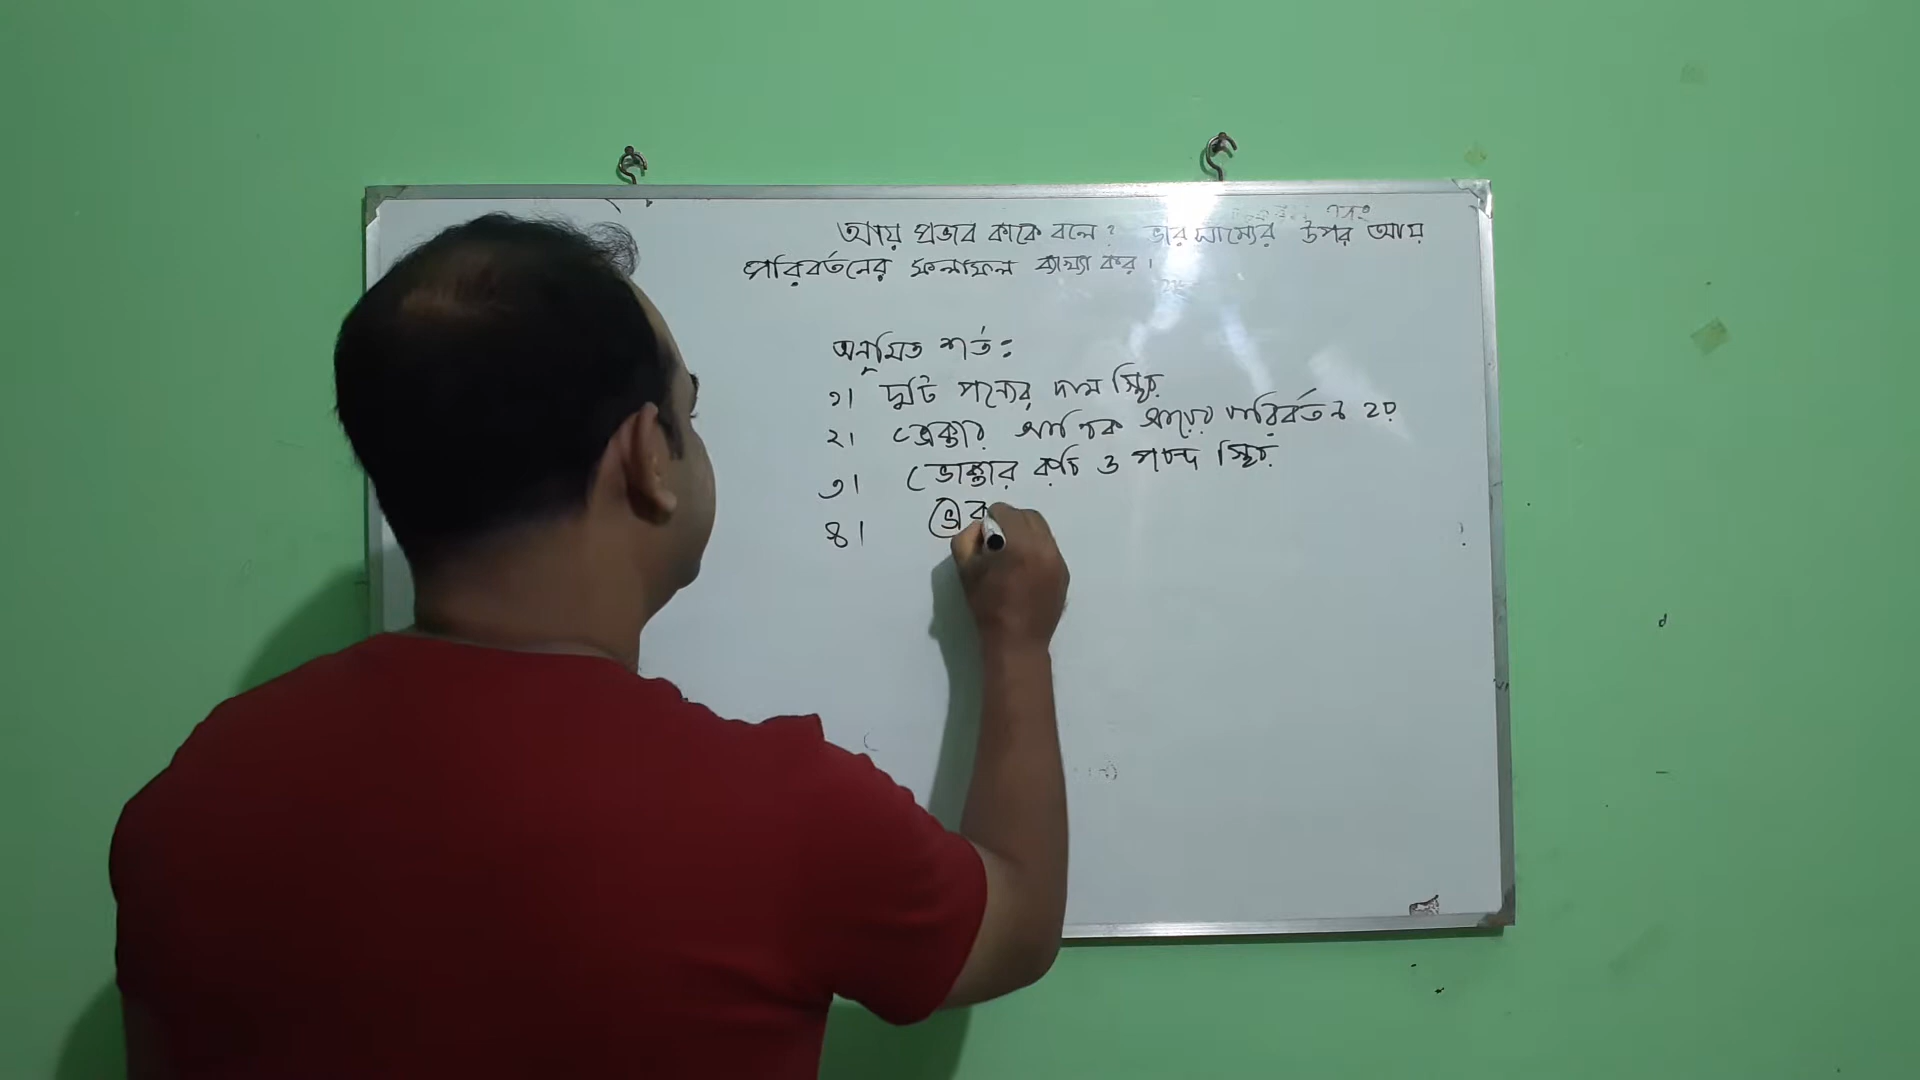 আয় প্রভাব কাকে বলে? ভারসাম্যের উপর আয়
পরিবর্তনের ফলাফল ব্যাখ্যা কর।
অনুমিত শর্ত:
১। দুটি পন্যের দাম স্থির
২। ভোক্তার আর্থিক আয়ের পরিবর্তন হয়
৩। ভোক্তার রুচি ও পছন্দ স্থির
৪।